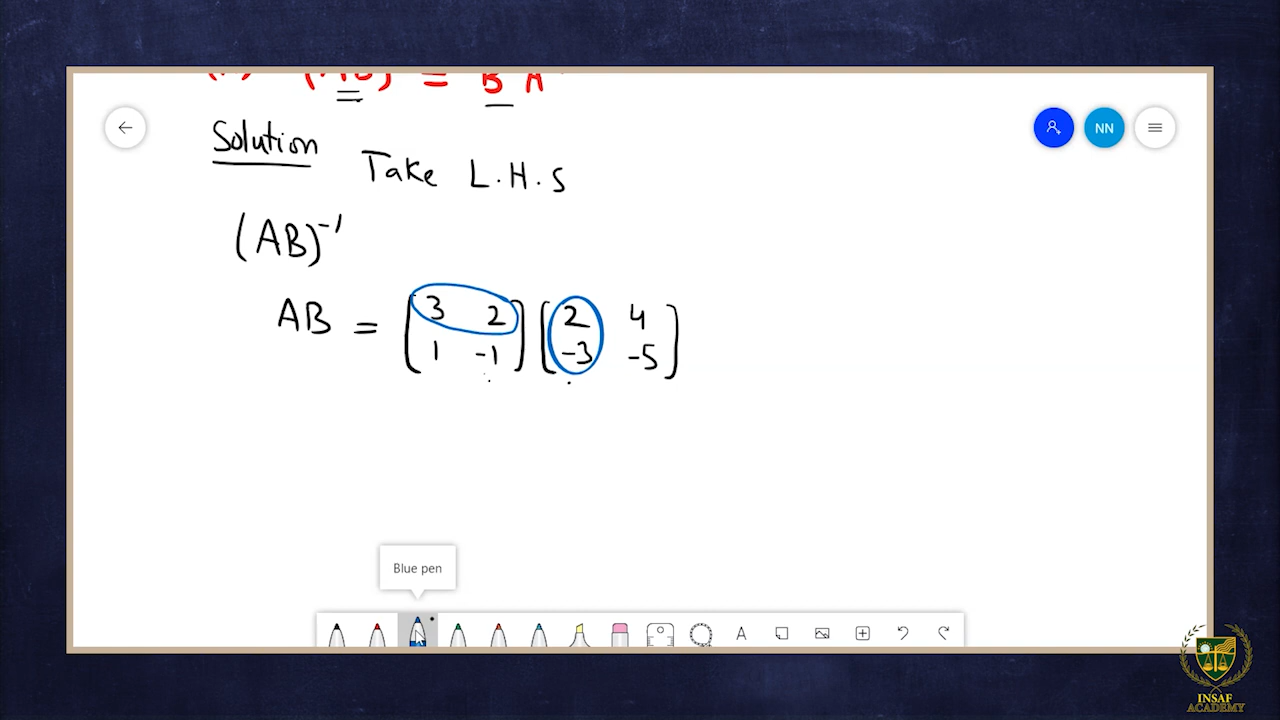 = B A
Solution Take L.H.S
(AB)⁻¹
AB = [3 2 [2 4
1 -1] -3 -5]
NN
Blue pen
A
INSAF
ACADEMY